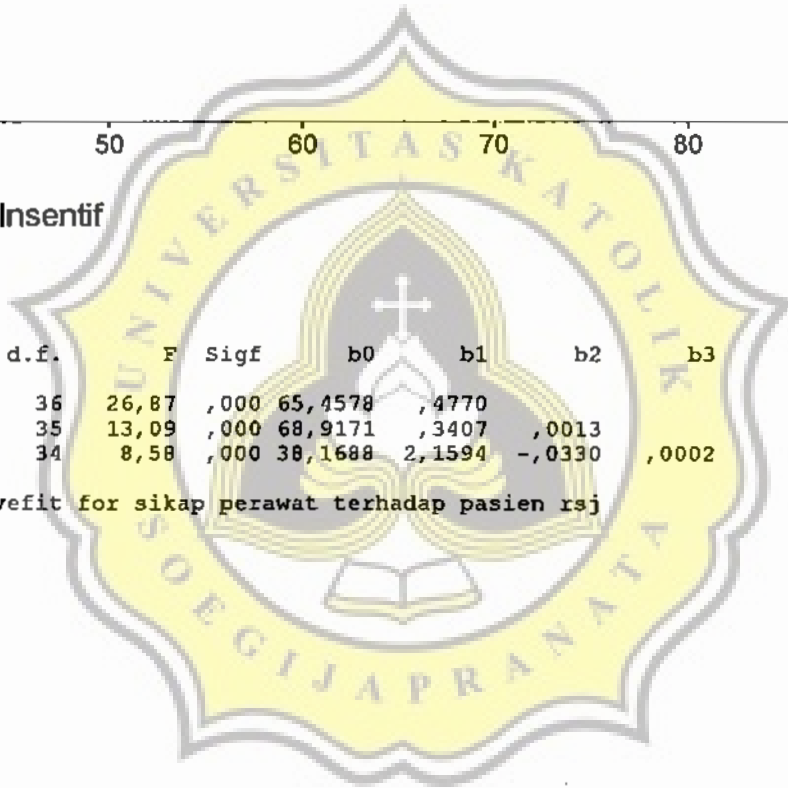 50 60 70 80
Insentif
d.f. F Sigf b0 b1 b2 b3
36 26,87 ,000 65,4578 ,4770
35 13,09 ,000 68,9171 ,3407 ,0013
34 8,58 ,000 38,1688 2,1594 -,0330 ,0002
vefit for sikap perawat terhadap pasien rsj
UNIVERSITAS KATOLIK
SOEGIJAPRANATA